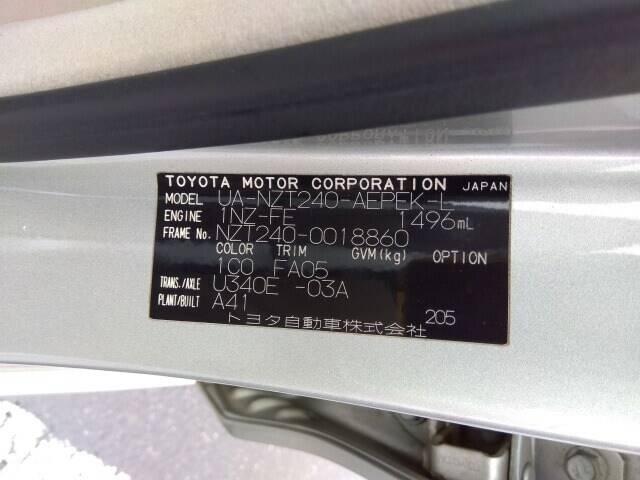 TOYOTA MOTOR CORPORATION JAPAN
MODEL UA-NZT240-AEPEK-L
ENGINE 1NZ-FE 1496mL
FRAME No. NZT240-0018860
COLOR TRIM GVM(kg) OPTION
1C0 FA05
TRANS./AXLE U340E -03A
PLANT/BUILT A41
トヨタ自動車株式会社 205